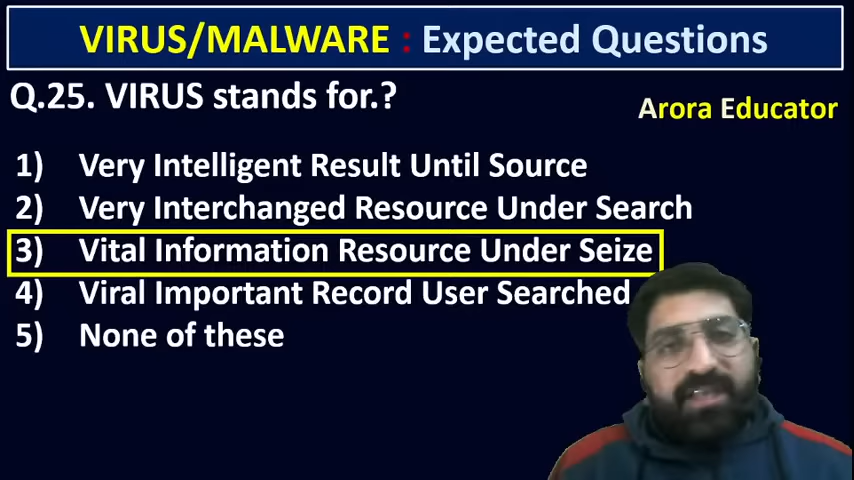 VIRUS/MALWARE : Expected Questions
Q.25. VIRUS stands for.?
Arora Educator
1) Very Intelligent Result Until Source
2) Very Interchanged Resource Under Search
3) Vital Information Resource Under Seize
4) Viral Important Record User Searched
5) None of these